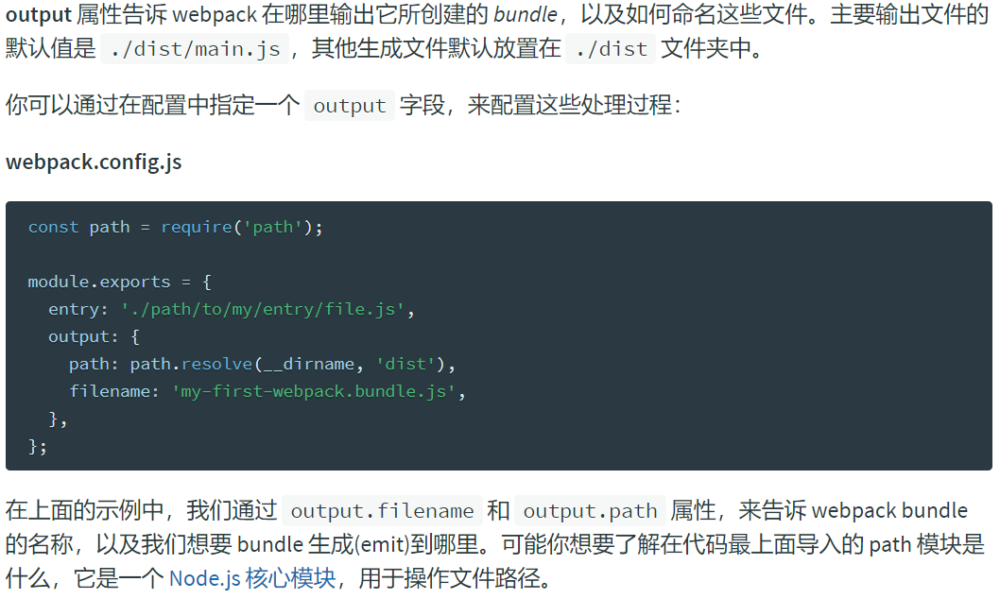 output 属性告诉 webpack 在哪里输出它所创建的 bundle，以及如何命名这些文件。主要输出文件的
默认值是 ./dist/main.js，其他生成文件默认放置在 ./dist 文件夹中。
你可以通过在配置中指定一个 output 字段，来配置这些处理过程：
webpack.config.js
const path = require('path');
module.exports = {
  entry: './path/to/my/entry/file.js',
  output: {
    path: path.resolve(__dirname, 'dist'),
    filename: 'my-first-webpack.bundle.js',
  },
};
在上面的示例中，我们通过 output.filename 和 output.path 属性，来告诉 webpack bundle
的名称，以及我们想要 bundle 生成(emit)到哪里。可能你想要了解在代码最上面导入的 path 模块是
什么，它是一个 Node.js 核心模块，用于操作文件路径。